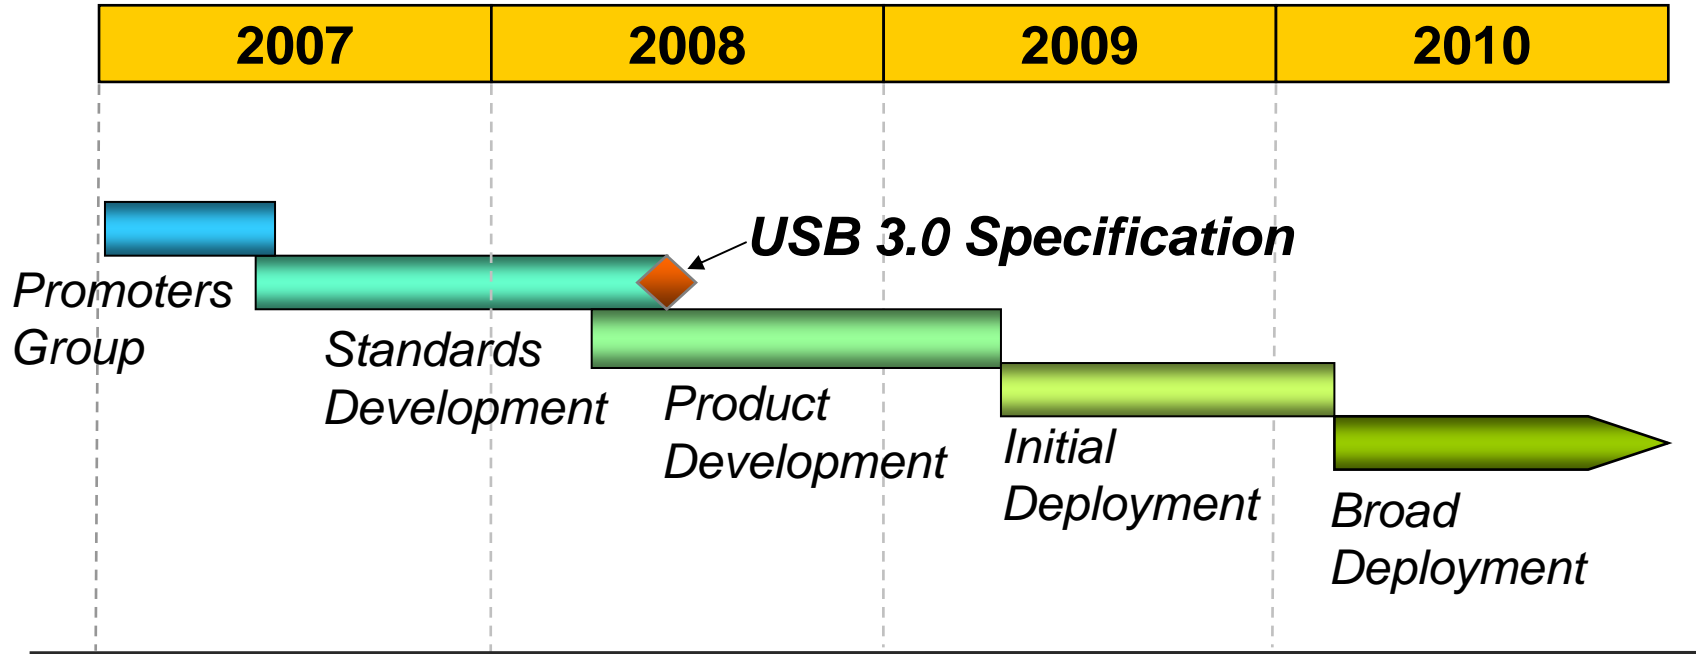 2007
2008
2009
2010
USB 3.0 Specification
Promoters
Group
Standards
Development
Product
Development
Initial
Deployment
Broad
Deployment